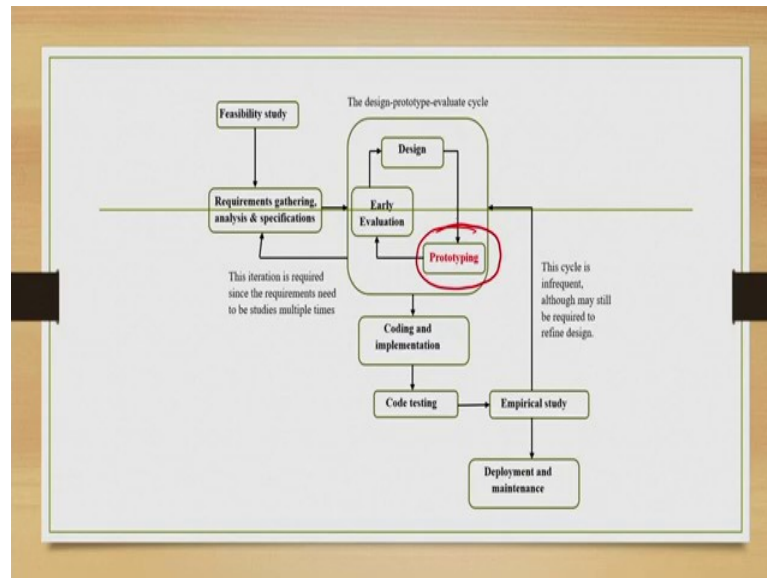 The design-prototype-evaluate cycle
Feasibility study
Design
Requirements gathering,
analysis & specifications
Early
Evaluation
Prototyping
This iteration is required
since the requirements need
to be studies multiple times
This cycle is
infrequent,
although may still
be required to
refine design.
Coding and
implementation
Code testing
Empirical study
Deployment and
maintenance